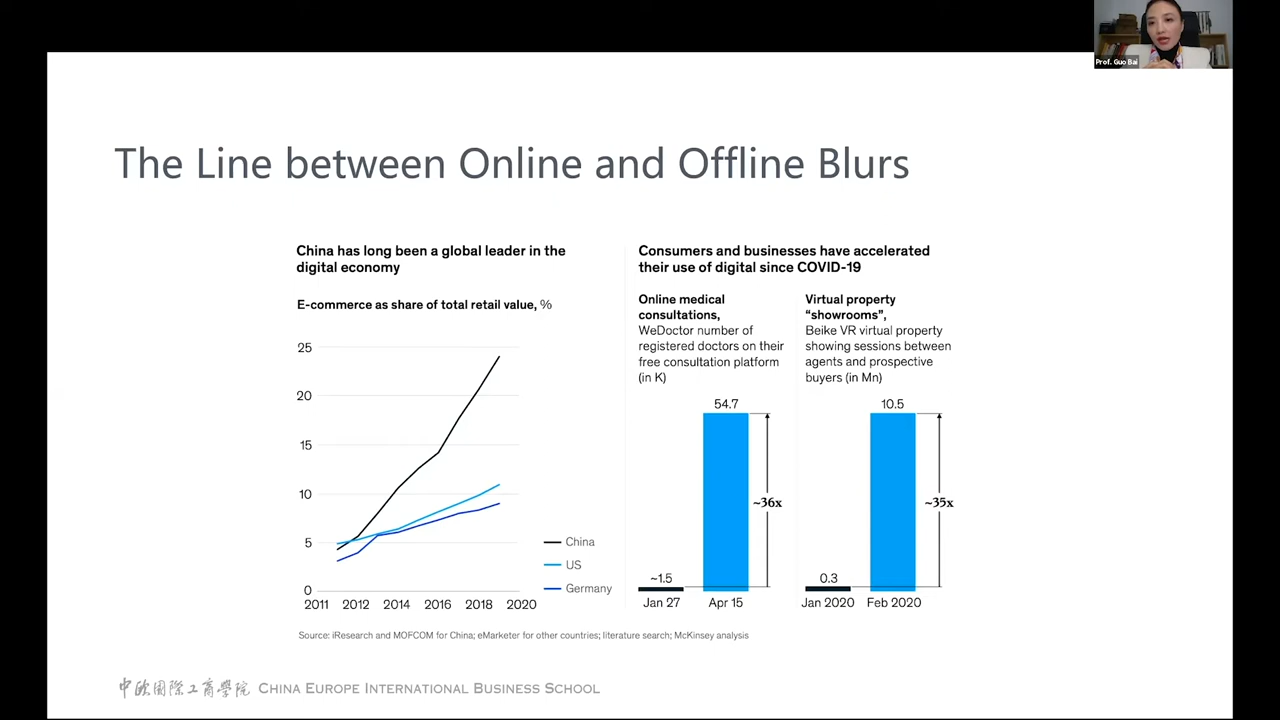 Prof. Guo Bai
The Line between Online and Offline Blurs
China has long been a global leader in the
digital economy
E-commerce as share of total retail value, %
25
20
15
10
5
0
2011 2012 2014 2016 2018 2020
China
US
Germany
Consumers and businesses have accelerated
their use of digital since COVID-19
Online medical
consultations,
WeDoctor number of
registered doctors on their
free consultation platform
(in K)
54.7
~36x
~1.5
Jan 27 Apr 15
Virtual property
“showrooms”,
Beike VR virtual property
showing sessions between
agents and prospective
buyers (in Mn)
10.5
~35x
0.3
Jan 2020 Feb 2020
Source: iResearch and MOFCOM for China; eMarketer for other countries; literature search; McKinsey analysis
中欧國際工商學院 CHINA EUROPE INTERNATIONAL BUSINESS SCHOOL